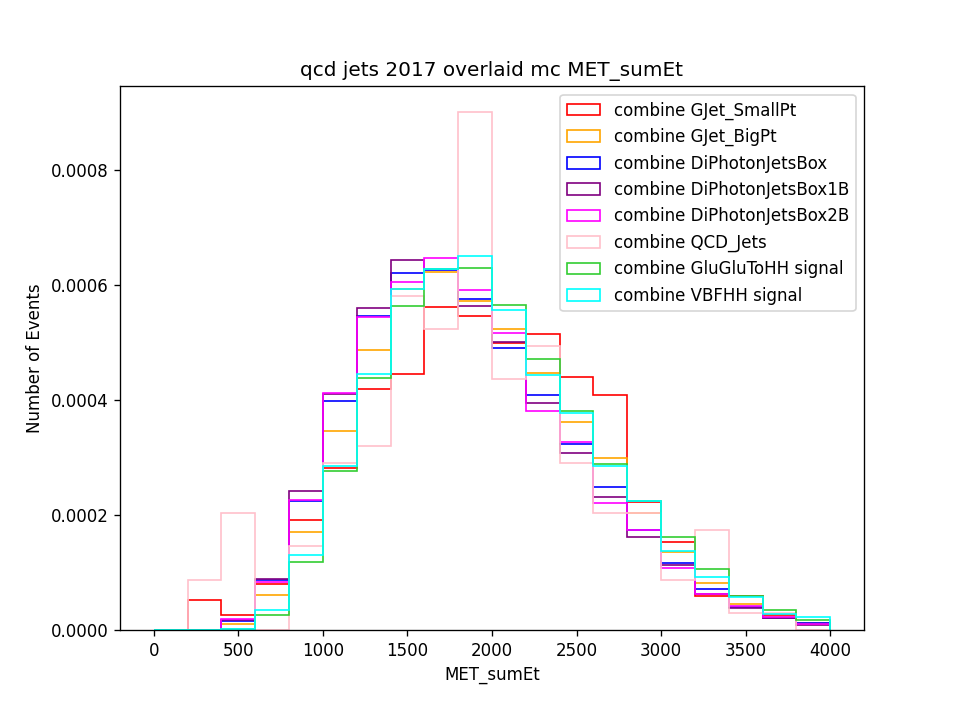 qcd jets 2017 overlaid mc MET_sumEt
combine GJet_SmallPt
combine GJet_BigPt
combine DiPhotonJetsBox
combine DiPhotonJetsBox1B
combine DiPhotonJetsBox2B
combine QCD_Jets
combine GluGluToHH signal
combine VBFHH signal
Number of Events
0.0008
0.0006
0.0004
0.0002
0.0000
0 500 1000 1500 2000 2500 3000 3500 4000
MET_sumEt